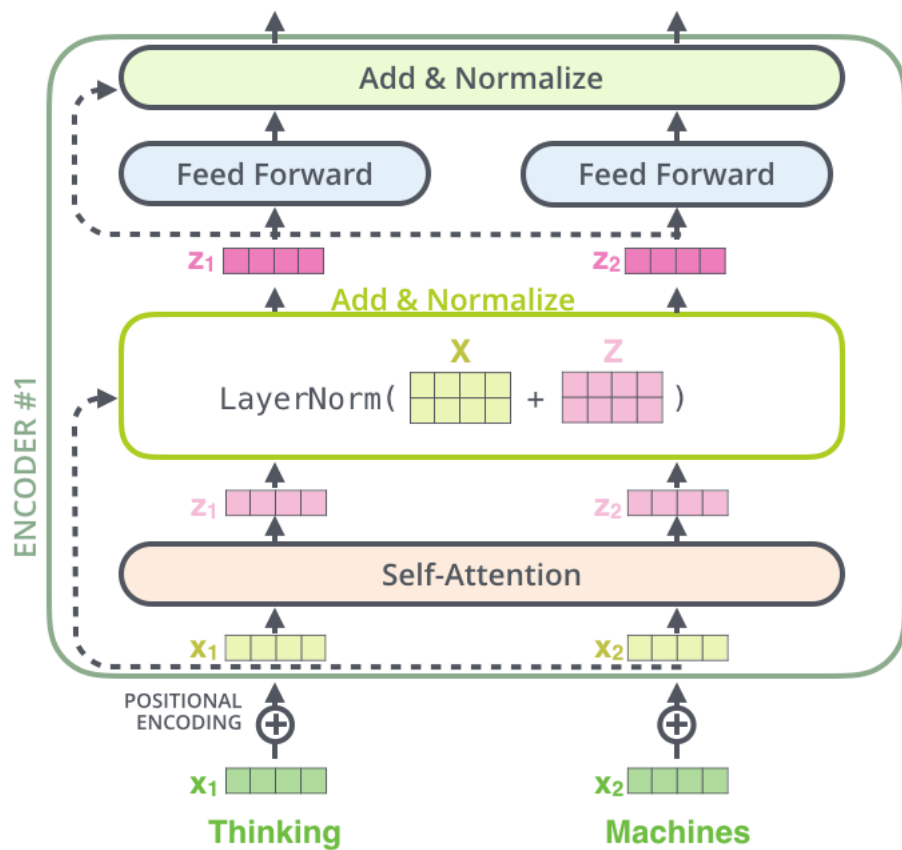 Add & Normalize
Feed Forward Feed Forward
z₁ z₂
Add & Normalize
X Z
LayerNorm( + )
ENCODER #1
z₁ z₂
Self-Attention
x₁ x₂
POSITIONAL
ENCODING
x₁ x₂
Thinking Machines